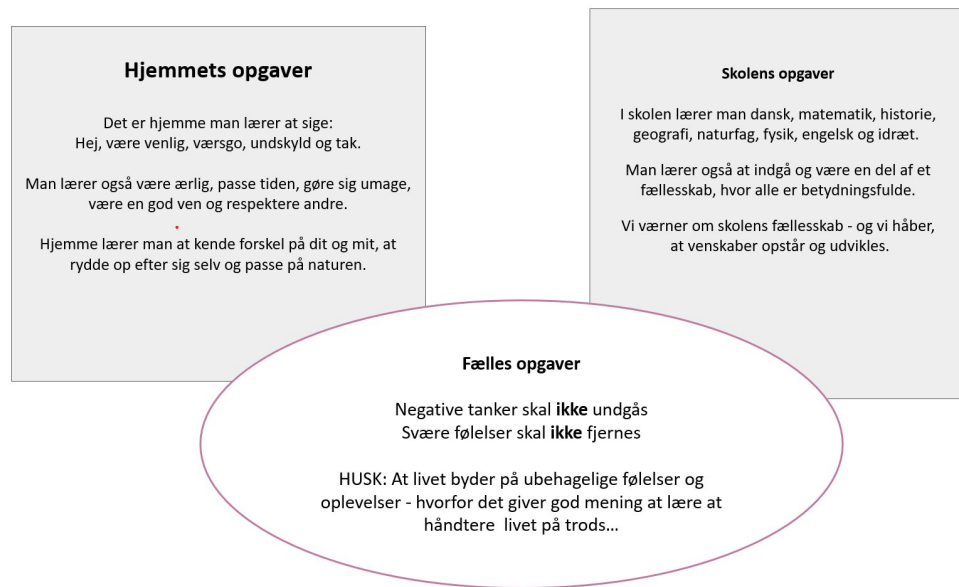 Hjemmets opgaver
Det er hjemme man lærer at sige:
Hej, være venlig, værsgo, undskyld og tak.
Man lærer også være ærlig, passe tiden, gøre sig umage,
være en god ven og respektere andre.
Hjemme lærer man at kende forskel på dit og mit, at
rydde op efter sig selv og passe på naturen.
Skolens opgaver
I skolen lærer man dansk, matematik, historie,
geografi, naturfag, fysik, engelsk og idræt.
Man lærer også at indgå og være en del af et
fællesskab, hvor alle er betydningsfulde.
Vi værner om skolens fællesskab - og vi håber,
at venskaber opstår og udvikles.
Fælles opgaver
Negative tanker skal ikke undgås
Svære følelser skal ikke fjernes
HUSK: At livet byder på ubehagelige følelser og
oplevelser - hvorfor det giver god mening at lære at
håndtere livet på trods...